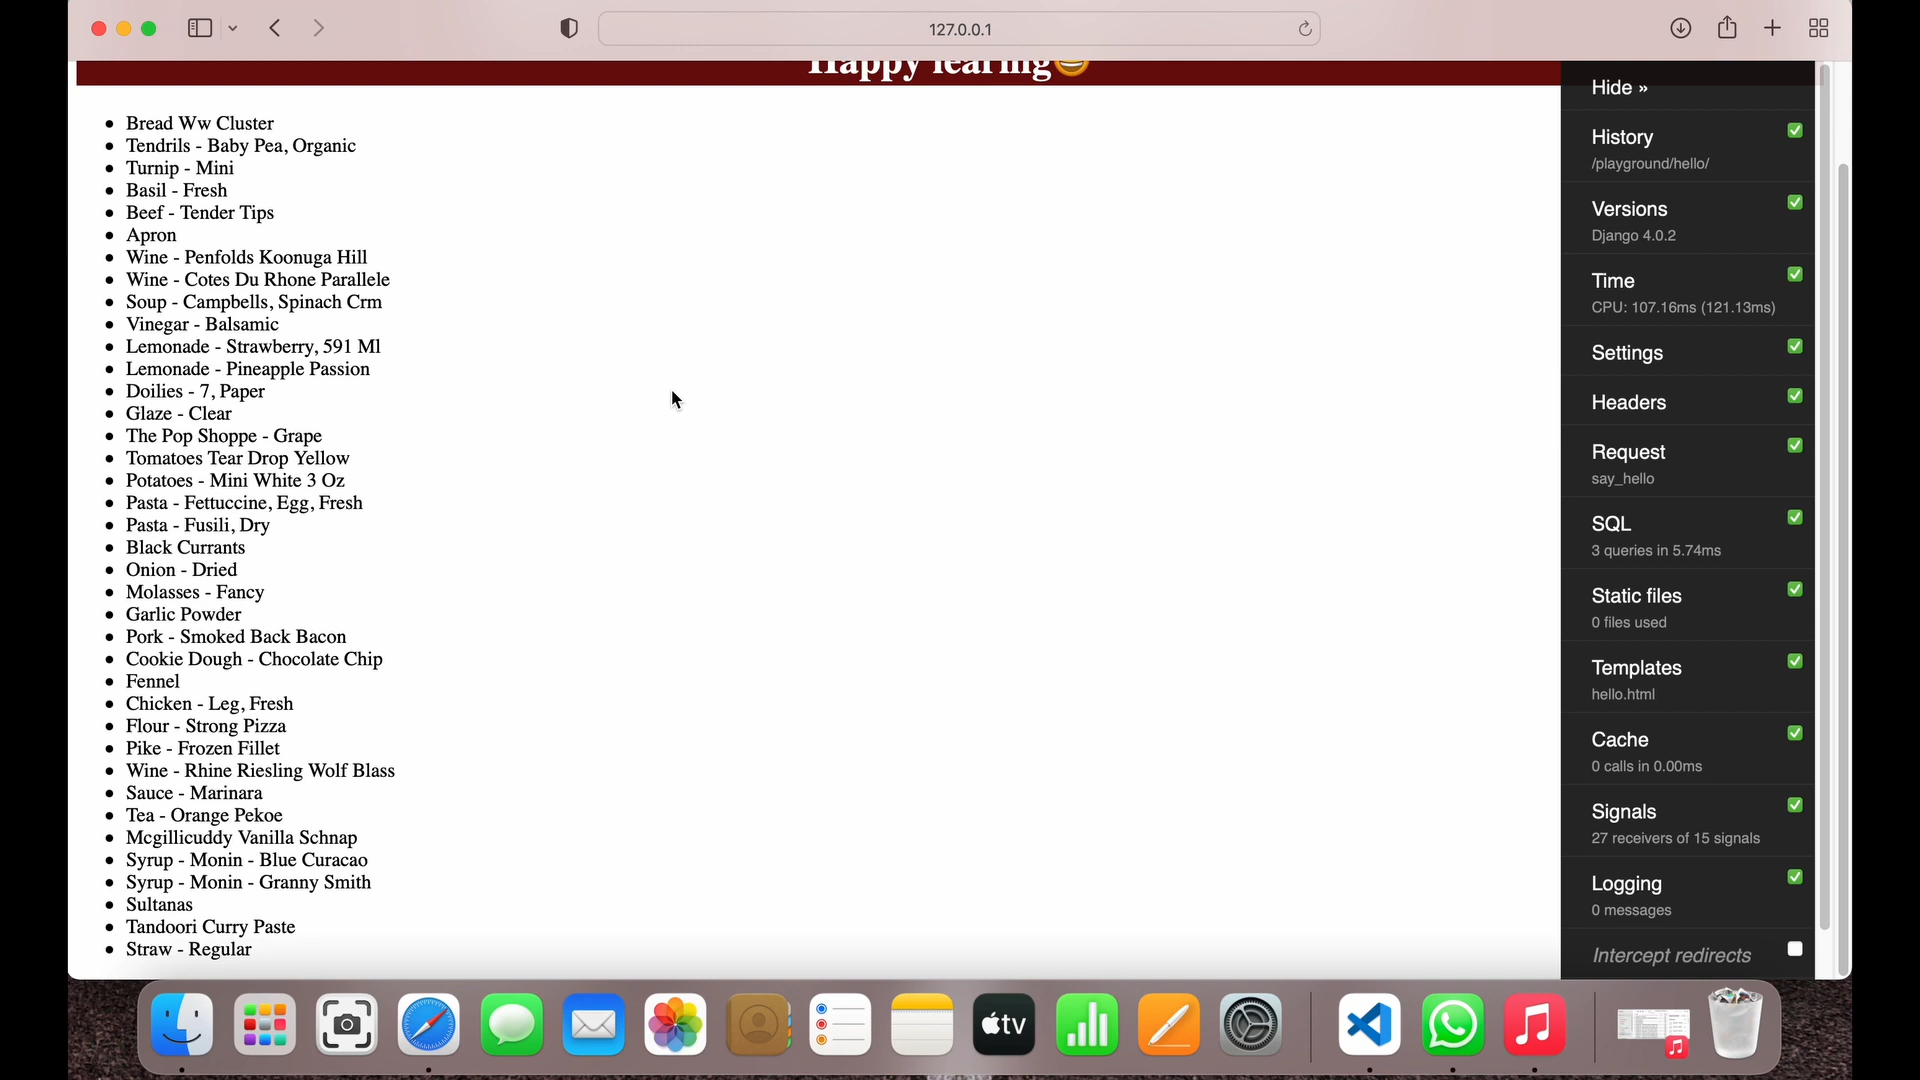 127.0.0.1
Happy learing😄
Bread Ww Cluster
Tendrils - Baby Pea, Organic
Turnip - Mini
Basil - Fresh
Beef - Tender Tips
Apron
Wine - Penfolds Koonuga Hill
Wine - Cotes Du Rhone Parallele
Soup - Campbells, Spinach Crm
Vinegar - Balsamic
Lemonade - Strawberry, 591 Ml
Lemonade - Pineapple Passion
Doilies - 7, Paper
Glaze - Clear
The Pop Shoppe - Grape
Tomatoes Tear Drop Yellow
Potatoes - Mini White 3 Oz
Pasta - Fettuccine, Egg, Fresh
Pasta - Fusili, Dry
Black Currants
Onion - Dried
Molasses - Fancy
Garlic Powder
Pork - Smoked Back Bacon
Cookie Dough - Chocolate Chip
Fennel
Chicken - Leg, Fresh
Flour - Strong Pizza
Pike - Frozen Fillet
Wine - Rhine Riesling Wolf Blass
Sauce - Marinara
Tea - Orange Pekoe
Mcgillicuddy Vanilla Schnap
Syrup - Monin - Blue Curacao
Syrup - Monin - Granny Smith
Sultanas
Tandoori Curry Paste
Straw - Regular
Hide »
History
/playground/hello/
Versions
Django 4.0.2
Time
CPU: 107.16ms (121.13ms)
Settings
Headers
Request
say_hello
SQL
3 queries in 5.74ms
Static files
0 files used
Templates
hello.html
Cache
0 calls in 0.00ms
Signals
27 receivers of 15 signals
Logging
0 messages
Intercept redirects
tv